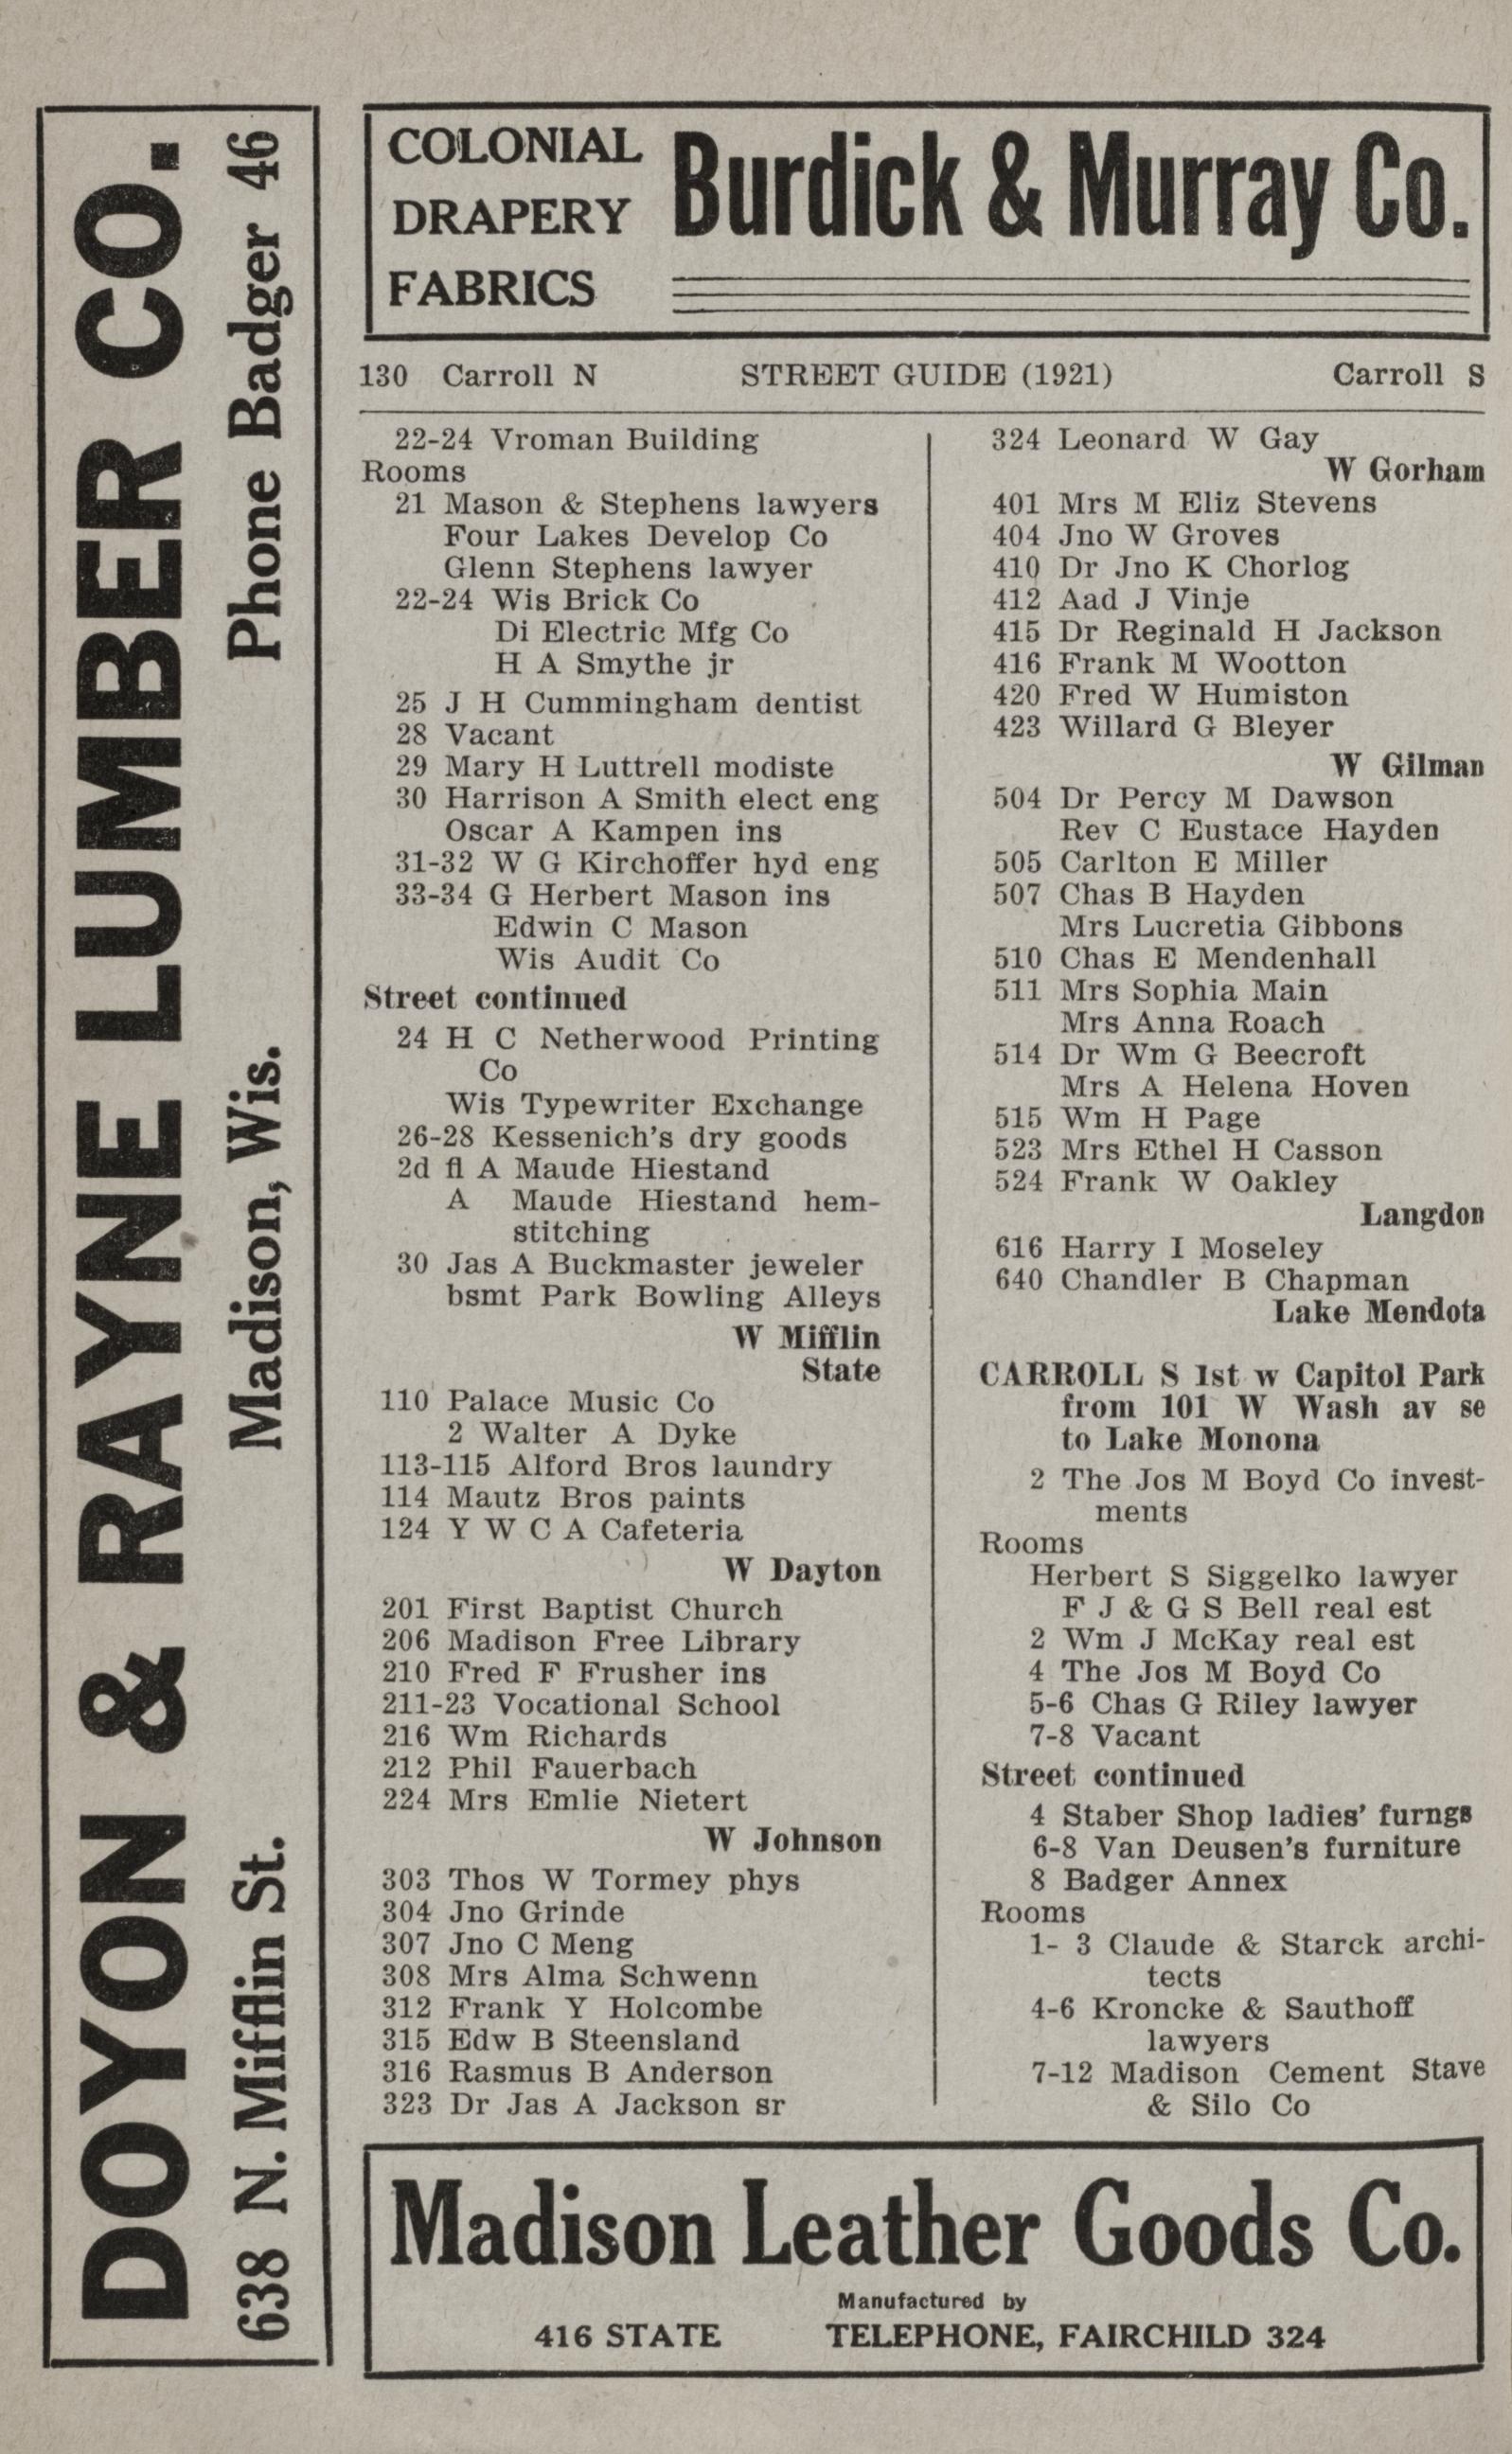 DOYON & RAYNE LUMBER CO.
638 N. Mifflin St. Madison, Wis. Phone Badger 46
COLONIAL
DRAPERY
FABRICS
Burdick & Murray Co.
130 Carroll N STREET GUIDE (1921) Carroll S
22-24 Vroman Building
Rooms
21 Mason & Stephens lawyers
Four Lakes Develop Co
Glenn Stephens lawyer
22-24 Wis Brick Co
Di Electric Mfg Co
H A Smythe jr
25 J H Cummingham dentist
28 Vacant
29 Mary H Luttrell modiste
30 Harrison A Smith elect eng
Oscar A Kampen ins
31-32 W G Kirchoffer hyd eng
33-34 G Herbert Mason ins
Edwin C Mason
Wis Audit Co
Street continued
24 H C Netherwood Printing
Co
Wis Typewriter Exchange
26-28 Kessenich's dry goods
2d fl A Maude Hiestand
A Maude Hiestand hem-
stitching
30 Jas A Buckmaster jeweler
bsmt Park Bowling Alleys
W Mifflin
State
110 Palace Music Co
2 Walter A Dyke
113-115 Alford Bros laundry
114 Mautz Bros paints
124 Y W C A Cafeteria
W Dayton
201 First Baptist Church
206 Madison Free Library
210 Fred F Frusher ins
211-23 Vocational School
216 Wm Richards
212 Phil Fauerbach
224 Mrs Emlie Nietert
W Johnson
303 Thos W Tormey phys
304 Jno Grinde
307 Jno C Meng
308 Mrs Alma Schwenn
312 Frank Y Holcombe
315 Edw B Steensland
316 Rasmus B Anderson
323 Dr Jas A Jackson sr
324 Leonard W Gay
W Gorham
401 Mrs M Eliz Stevens
404 Jno W Groves
410 Dr Jno K Chorlog
412 Aad J Vinje
415 Dr Reginald H Jackson
416 Frank M Wootton
420 Fred W Humiston
423 Willard G Bleyer
W Gilman
504 Dr Percy M Dawson
Rev C Eustace Hayden
505 Carlton E Miller
507 Chas B Hayden
Mrs Lucretia Gibbons
510 Chas E Mendenhall
511 Mrs Sophia Main
Mrs Anna Roach
514 Dr Wm G Beecroft
Mrs A Helena Hoven
515 Wm H Page
523 Mrs Ethel H Casson
524 Frank W Oakley
Langdon
616 Harry I Moseley
640 Chandler B Chapman
Lake Mendota
CARROLL S 1st w Capitol Park
from 101 W Wash av se
to Lake Monona
2 The Jos M Boyd Co invest-
ments
Rooms
Herbert S Siggelko lawyer
F J & G S Bell real est
2 Wm J McKay real est
4 The Jos M Boyd Co
5-6 Chas G Riley lawyer
7-8 Vacant
Street continued
4 Staber Shop ladies' furngs
6-8 Van Deusen's furniture
8 Badger Annex
Rooms
1- 3 Claude & Starck archi-
tects
4-6 Kroncke & Sauthoff
lawyers
7-12 Madison Cement Stave
& Silo Co
Madison Leather Goods Co.
Manufactured by
416 STATE TELEPHONE, FAIRCHILD 324